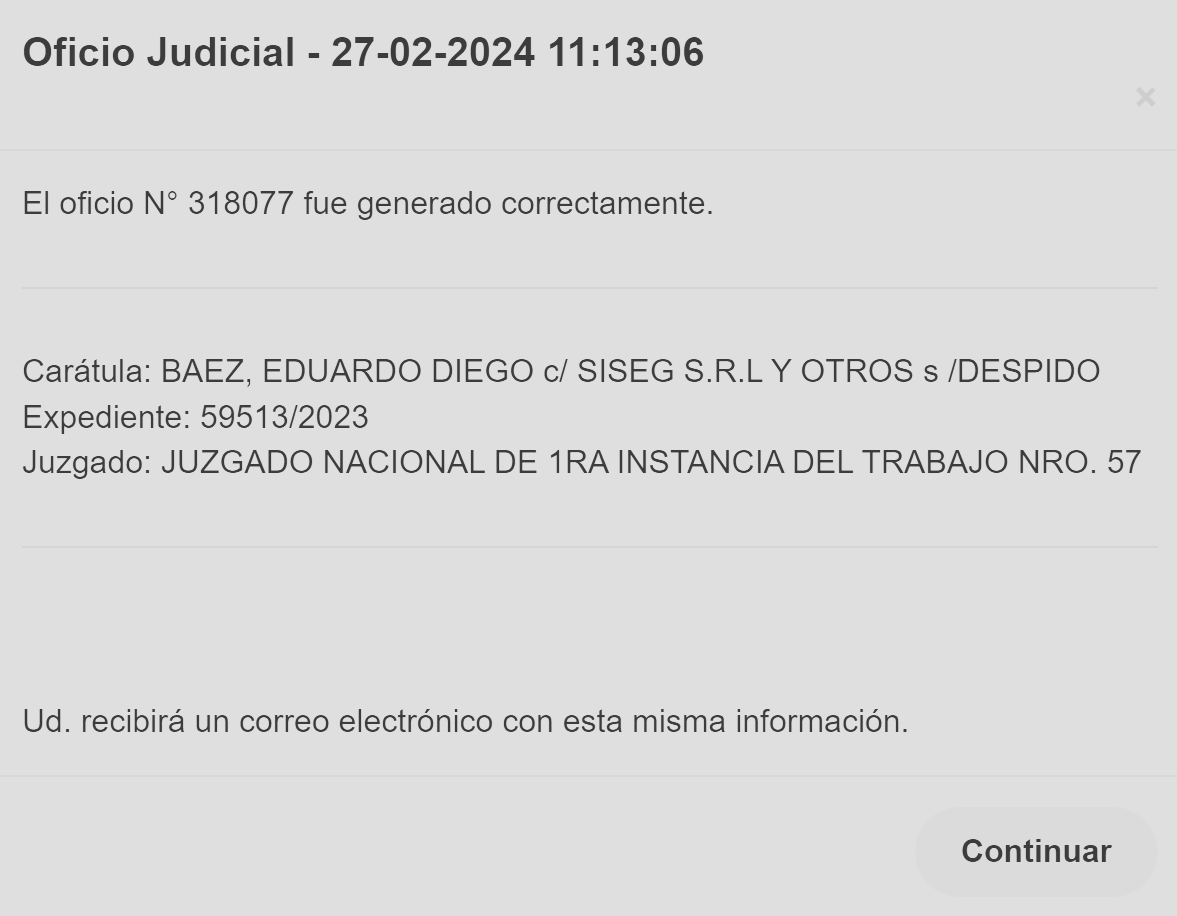 Oficio Judicial - 27-02-2024 11:13:06
×
El oficio N° 318077 fue generado correctamente.
Carátula: BAEZ, EDUARDO DIEGO c/ SISEG S.R.L Y OTROS s /DESPIDO
Expediente: 59513/2023
Juzgado: JUZGADO NACIONAL DE 1RA INSTANCIA DEL TRABAJO NRO. 57
Ud. recibirá un correo electrónico con esta misma información.
Continuar